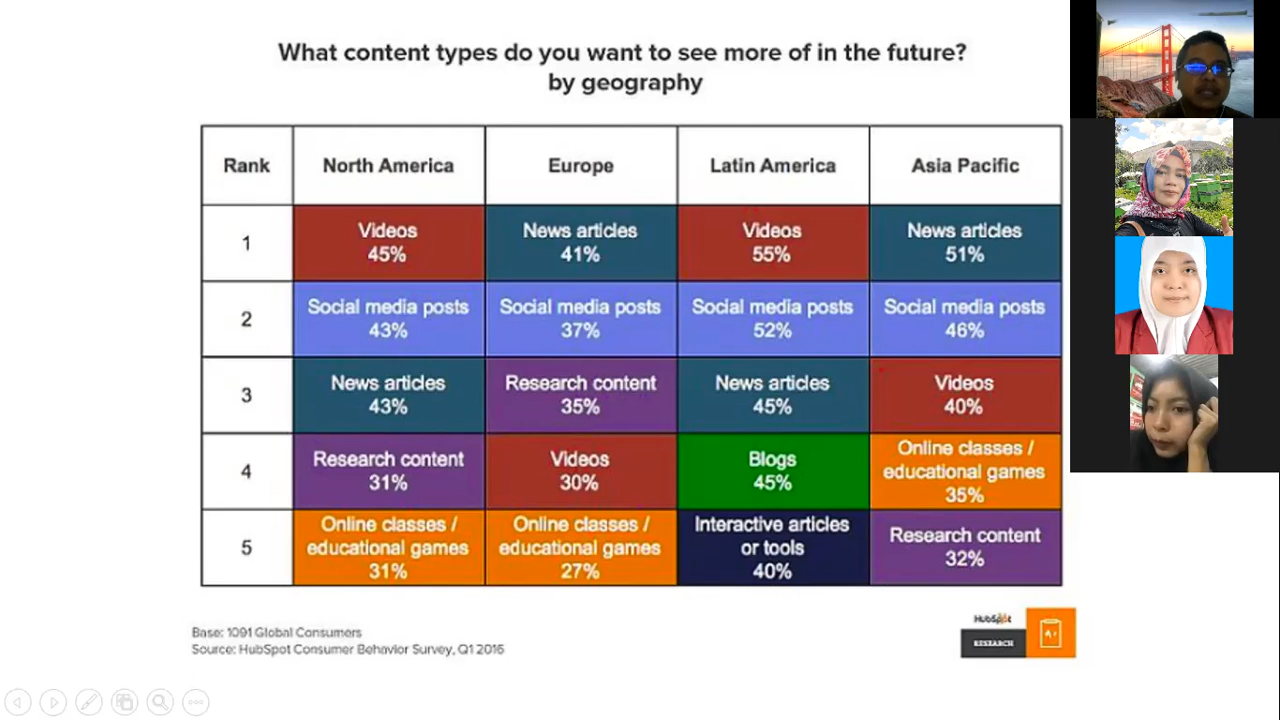 What content types do you want to see more of in the future?
by geography
Rank
North America
Europe
Latin America
Asia Pacific
1
Videos
45%
News articles
41%
Videos
55%
News articles
51%
2
Social media posts
43%
Social media posts
37%
Social media posts
52%
Social media posts
46%
3
News articles
43%
Research content
35%
News articles
45%
Videos
40%
4
Research content
31%
Videos
30%
Blogs
45%
Online classes /
educational games
35%
5
Online classes /
educational games
31%
Online classes /
educational games
27%
Interactive articles
or tools
40%
Research content
32%
Base: 1091 Global Consumers
Source: HubSpot Consumer Behavior Survey, Q1 2016
HubSpot
RESEARCH